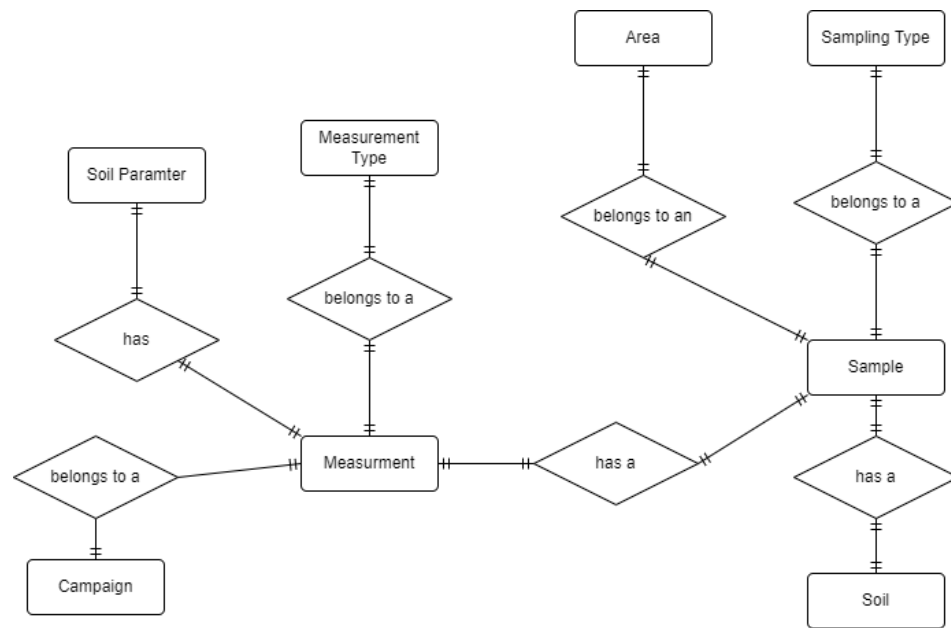 Area
Sampling Type
Measurement
Type
Soil Paramter
belongs to an
belongs to a
belongs to a
has
Sample
Measurment
has a
belongs to a
has a
Campaign
Soil